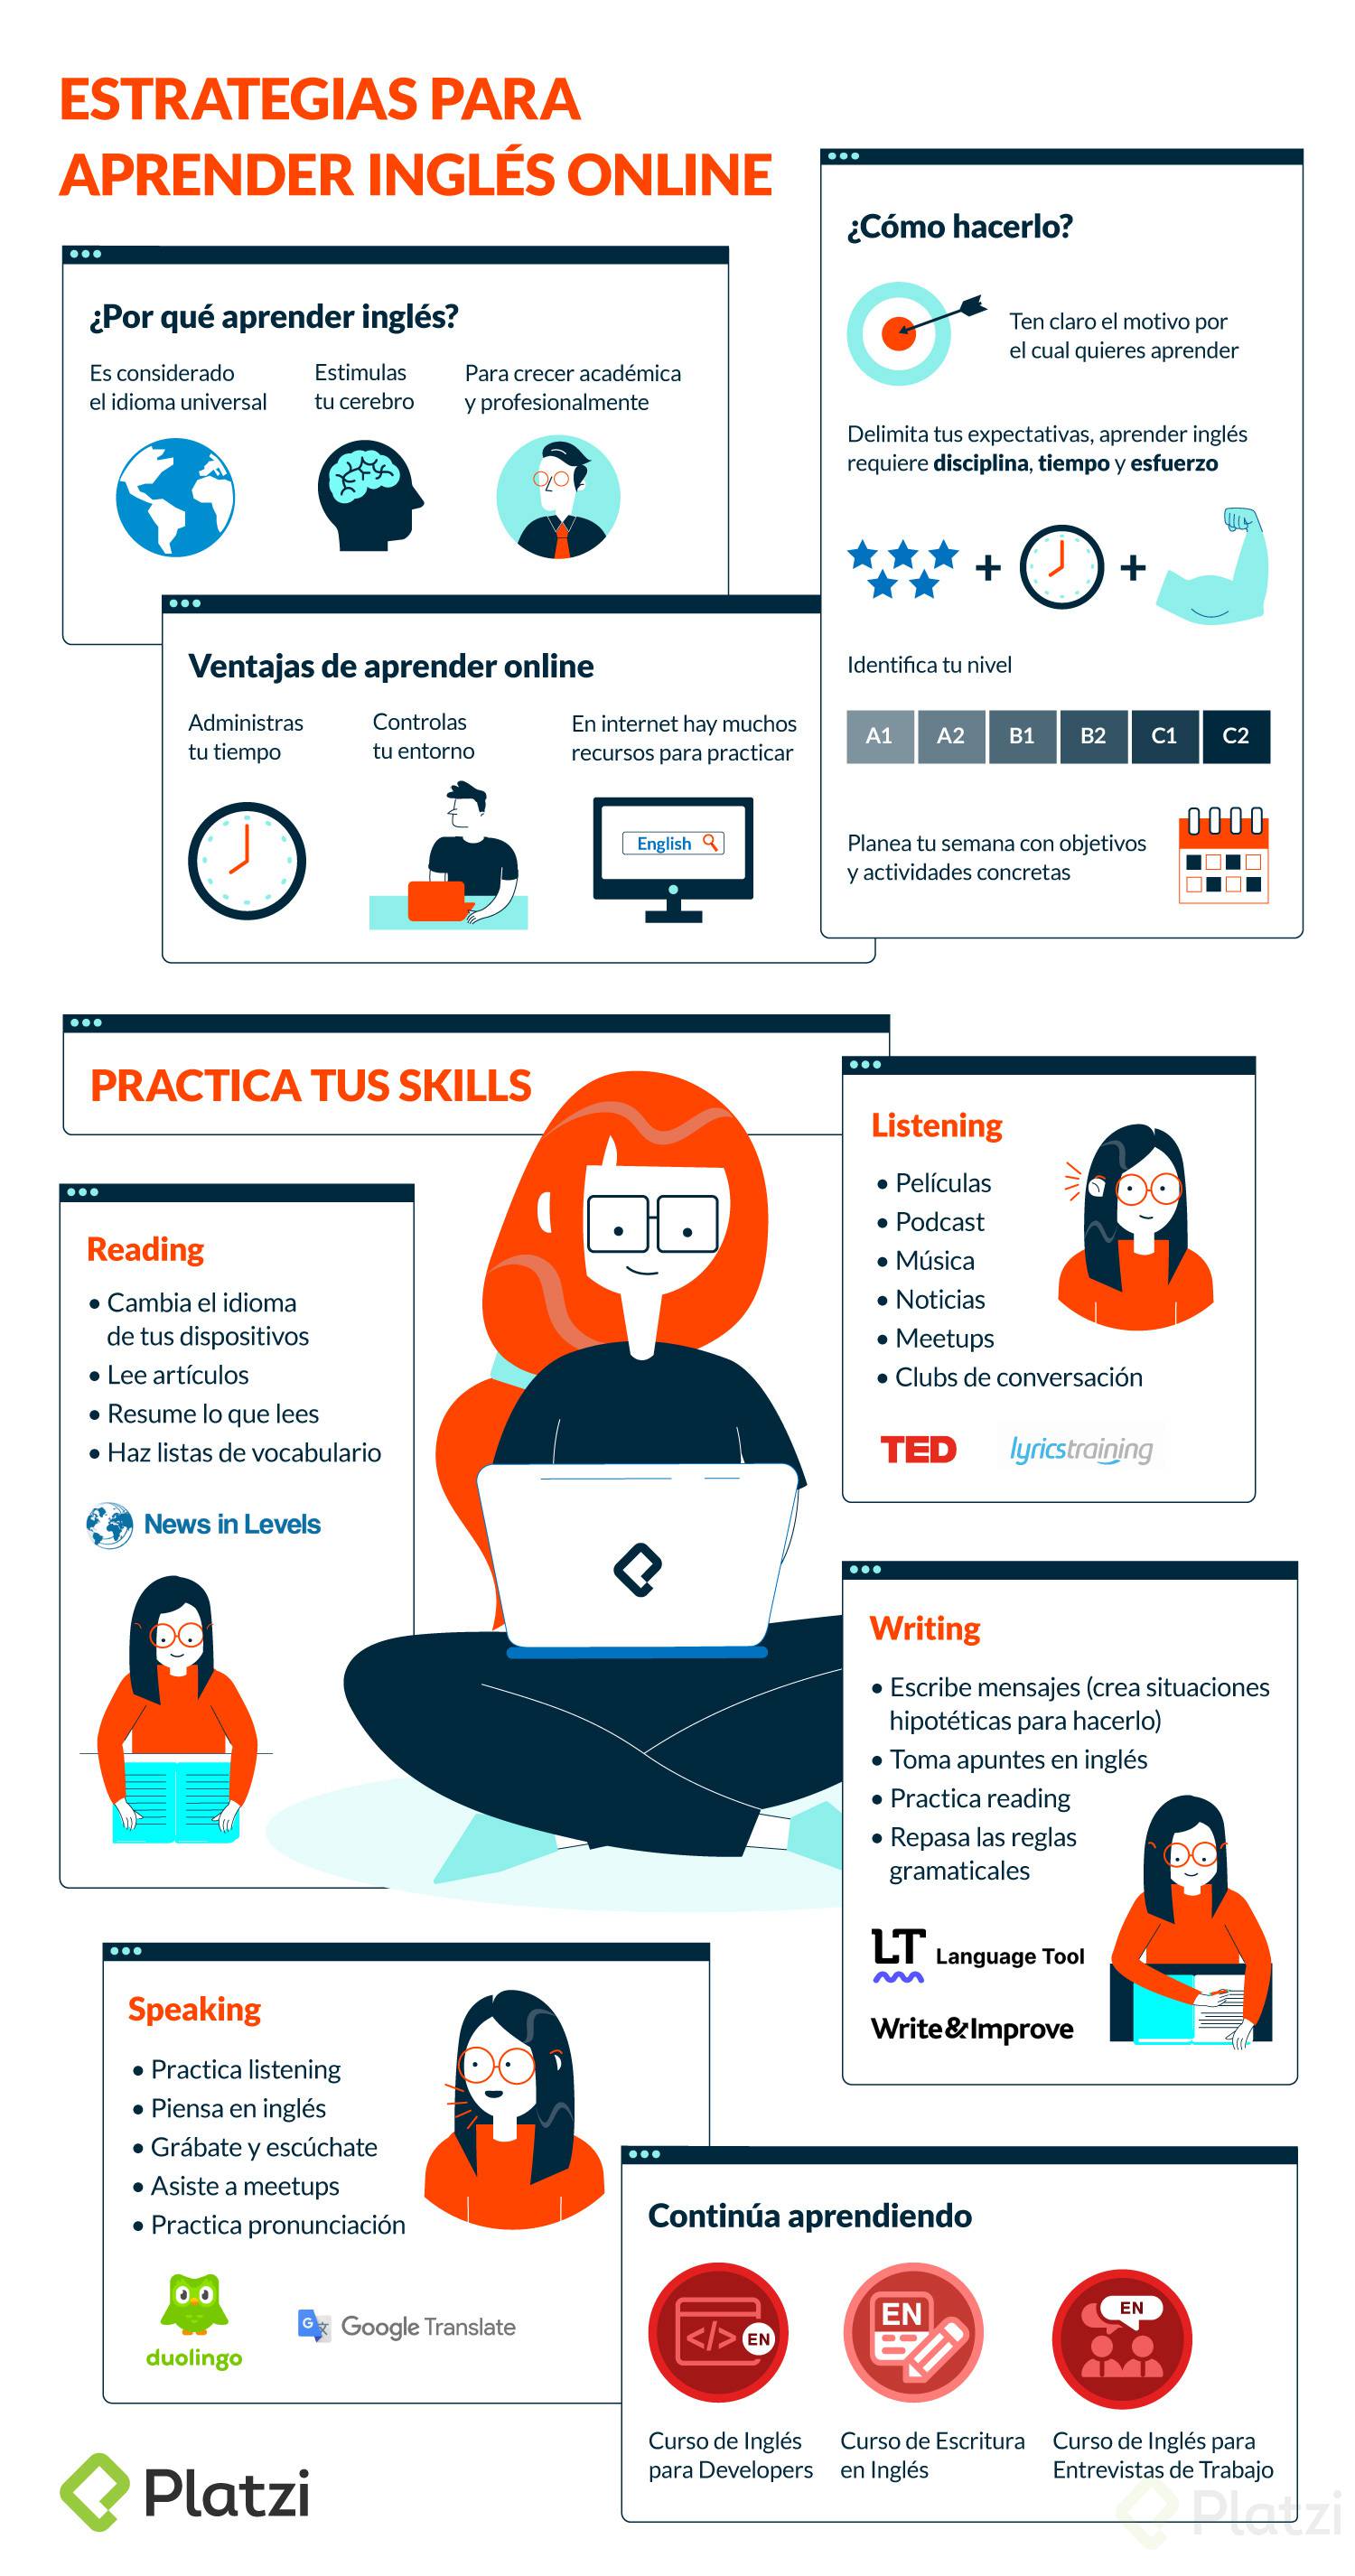 ESTRATEGIAS PARA
APRENDER INGLÉS ONLINE
¿Por qué aprender inglés?
Es considerado
el idioma universal
Estimulas
tu cerebro
Para crecer académica
y profesionalmente
Ventajas de aprender online
Administras
tu tiempo
Controlas
tu entorno
En internet hay muchos
recursos para practicar
English
¿Cómo hacerlo?
Ten claro el motivo por
el cual quieres aprender
Delimita tus expectativas, aprender inglés
requiere disciplina, tiempo y esfuerzo
+ +
Identifica tu nivel
A1 A2 B1 B2 C1 C2
Planea tu semana con objetivos
y actividades concretas
PRACTICA TUS SKILLS
Reading
• Cambia el idioma
de tus dispositivos
• Lee artículos
• Resume lo que lees
• Haz listas de vocabulario
News in Levels
Listening
• Películas
• Podcast
• Música
• Noticias
• Meetups
• Clubs de conversación
TED lyricstraining
Writing
• Escribe mensajes (crea situaciones
hipotéticas para hacerlo)
• Toma apuntes en inglés
• Practica reading
• Repasa las reglas
gramaticales
LT Language Tool
Write&Improve
Speaking
• Practica listening
• Piensa en inglés
• Grábate y escúchate
• Asiste a meetups
• Practica pronunciación
duolingo
G Google Translate
Continúa aprendiendo
</> EN
EN
EN
Curso de Inglés
para Developers
Curso de Escritura
en Inglés
Curso de Inglés para
Entrevistas de Trabajo
Platzi
Platzi